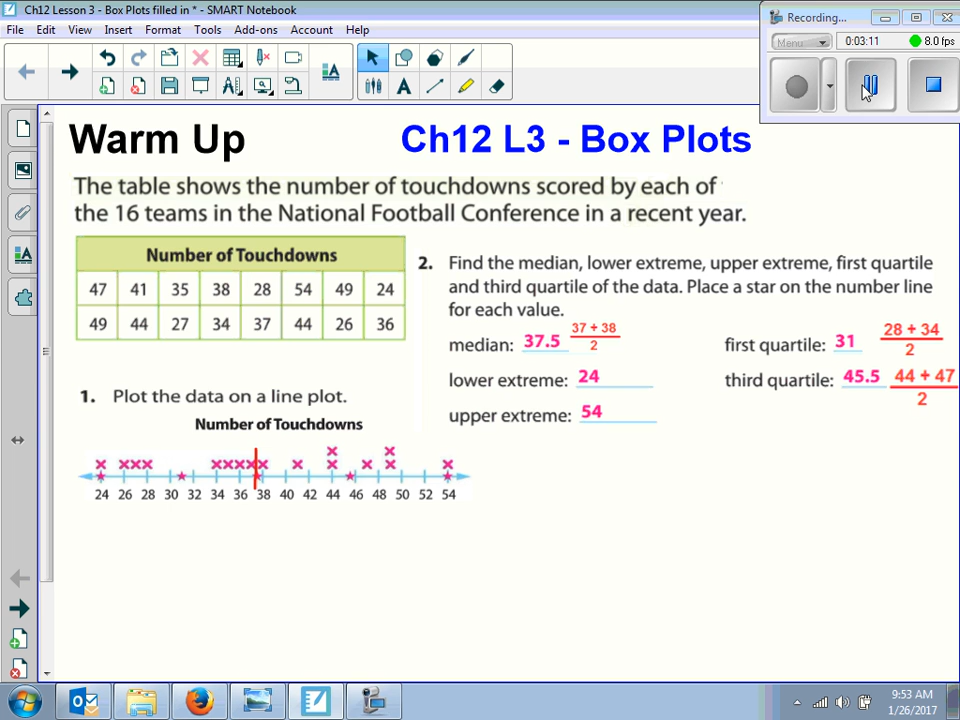 Ch12 Lesson 3 - Box Plots filled in * - SMART Notebook
Recording...
File Edit View Insert Format Tools Add-ons Account Help
Menu 0:03:11 8.0 fps
Warm Up
Ch12 L3 - Box Plots
The table shows the number of touchdowns scored by each of
the 16 teams in the National Football Conference in a recent year.
Number of Touchdowns
47 41 35 38 28 54 49 24
49 44 27 34 37 44 26 36
2. Find the median, lower extreme, upper extreme, first quartile
and third quartile of the data. Place a star on the number line
for each value.
median: 37.5 37 + 38
2
first quartile: 31 28 + 34
2
lower extreme: 24
third quartile: 45.5 44 + 47
2
upper extreme: 54
1. Plot the data on a line plot.
Number of Touchdowns
24 26 28 30 32 34 36 38 40 42 44 46 48 50 52 54
9:53 AM
1/26/2017